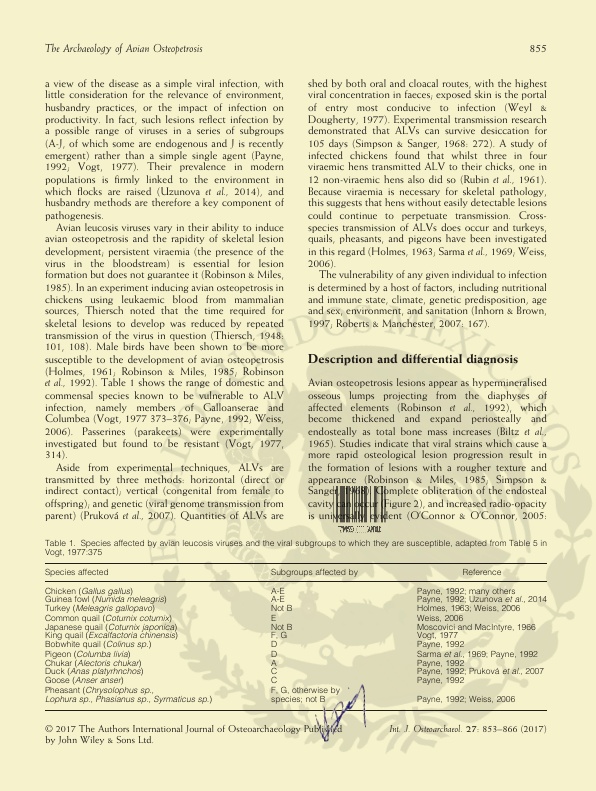 The Archaeology of Avian Osteopetrosis
855
a view of the disease as a simple viral infection, with
little consideration for the relevance of environment,
husbandry practices, or the impact of infection on
productivity. In fact, such lesions reflect infection by
a possible range of viruses in a series of subgroups
(A-J, of which some are endogenous and J is recently
emergent) rather than a simple single agent (Payne,
1992; Vogt, 1977). Their prevalence in modern
populations is firmly linked to the environment in
which flocks are raised (Uzunova et al., 2014), and
husbandry methods are therefore a key component of
pathogenesis.
Avian leucosis viruses vary in their ability to induce
avian osteopetrosis and the rapidity of skeletal lesion
development; persistent viraemia (the presence of the
virus in the bloodstream) is essential for lesion
formation but does not guarantee it (Robinson & Miles,
1985). In an experiment inducing avian osteopetrosis in
chickens using leukaemic blood from mammalian
sources, Thiersch noted that the time required for
skeletal lesions to develop was reduced by repeated
transmission of the virus in question (Thiersch, 1948:
101, 108). Male birds have been shown to be more
susceptible to the development of avian osteopetrosis
(Holmes, 1961; Robinson & Miles, 1985; Robinson
et al., 1992). Table 1 shows the range of domestic and
commensal species known to be vulnerable to ALV
infection, namely members of Galloanserae and
Columbea (Vogt, 1977 373–376, Payne, 1992; Weiss,
2006). Passerines (parakeets) were experimentally
investigated but found to be resistant (Vogt, 1977,
314).
Aside from experimental techniques, ALVs are
transmitted by three methods: horizontal (direct or
indirect contact), vertical (congenital from female to
offspring), and genetic (viral genome transmission from
parent) (Pruková et al., 2007). Quantities of ALVs are
shed by both oral and cloacal routes, with the highest
viral concentration in faeces; exposed skin is the portal
of entry most conducive to infection (Weyl &
Dougherty, 1977). Experimental transmission research
demonstrated that ALVs can survive desiccation for
105 days (Simpson & Sanger, 1968: 272). A study of
infected chickens found that whilst three in four
viraemic hens transmitted ALV to their chicks, one in
12 non-viraemic hens also did so (Rubin et al., 1961).
Because viraemia is necessary for skeletal pathology,
this suggests that hens without easily detectable lesions
could continue to perpetuate transmission. Cross-
species transmission of ALVs does occur and turkeys,
quails, pheasants, and pigeons have been investigated
in this regard (Holmes, 1963; Sarma et al., 1969; Weiss,
2006).
The vulnerability of any given individual to infection
is determined by a host of factors, including nutritional
and immune state, climate, genetic predisposition, age
and sex, environment, and sanitation (Inhorn & Brown,
1997; Roberts & Manchester, 2007: 167).
Description and differential diagnosis
Avian osteopetrosis lesions appear as hypermineralised
osseous lumps projecting from the diaphyses of
affected elements (Robinson et al., 1992), which
become thickened and expand periosteally and
endosteally as total bone mass increases (Biltz et al.,
1965). Studies indicate that viral strains which cause a
more rapid osteological lesion progression result in
the formation of lesions with a rougher texture and
appearance (Robinson & Miles, 1985; Simpson &
Sanger, Complete obliteration of the endosteal
cavity can occur (Figure 2), and increased radio-opacity
is universally evident (O'Connor & O'Connor, 2005:
Table 1. Species affected by avian leucosis viruses and the viral subgroups to which they are susceptible, adapted from Table 5 in
Vogt, 1977:375
Species affected Subgroups affected by Reference
Chicken (Gallus gallus) A-E Payne, 1992; many others
Guinea fowl (Numida meleagris) A-E Payne, 1992; Uzunova et al., 2014
Turkey (Meleagris gallopavo) Not B Holmes, 1963; Weiss, 2006
Common quail (Coturnix coturnix) E Weiss, 2006
Japanese quail (Coturnix japonica) Not B Moscovici and MacIntyre, 1966
King quail (Excalfactoria chinensis) F, G Vogt, 1977
Bobwhite quail (Colinus sp.) D Payne, 1992
Pigeon (Columba livia) D Sarma et al., 1969; Payne, 1992
Chukar (Alectoris chukar) A Payne, 1992
Duck (Anas platyrhnchos) C Payne, 1992; Pruková et al., 2007
Goose (Anser anser) C Payne, 1992
Pheasant (Chrysolophus sp., F, G, otherwise by
Lophura sp., Phasianus sp., Syrmaticus sp.) species; not B Payne, 1992; Weiss, 2006
© 2017 The Authors International Journal of Osteoarchaeology Published
by John Wiley & Sons Ltd.
Int. J. Osteoarchaeol. 27: 853–866 (2017)